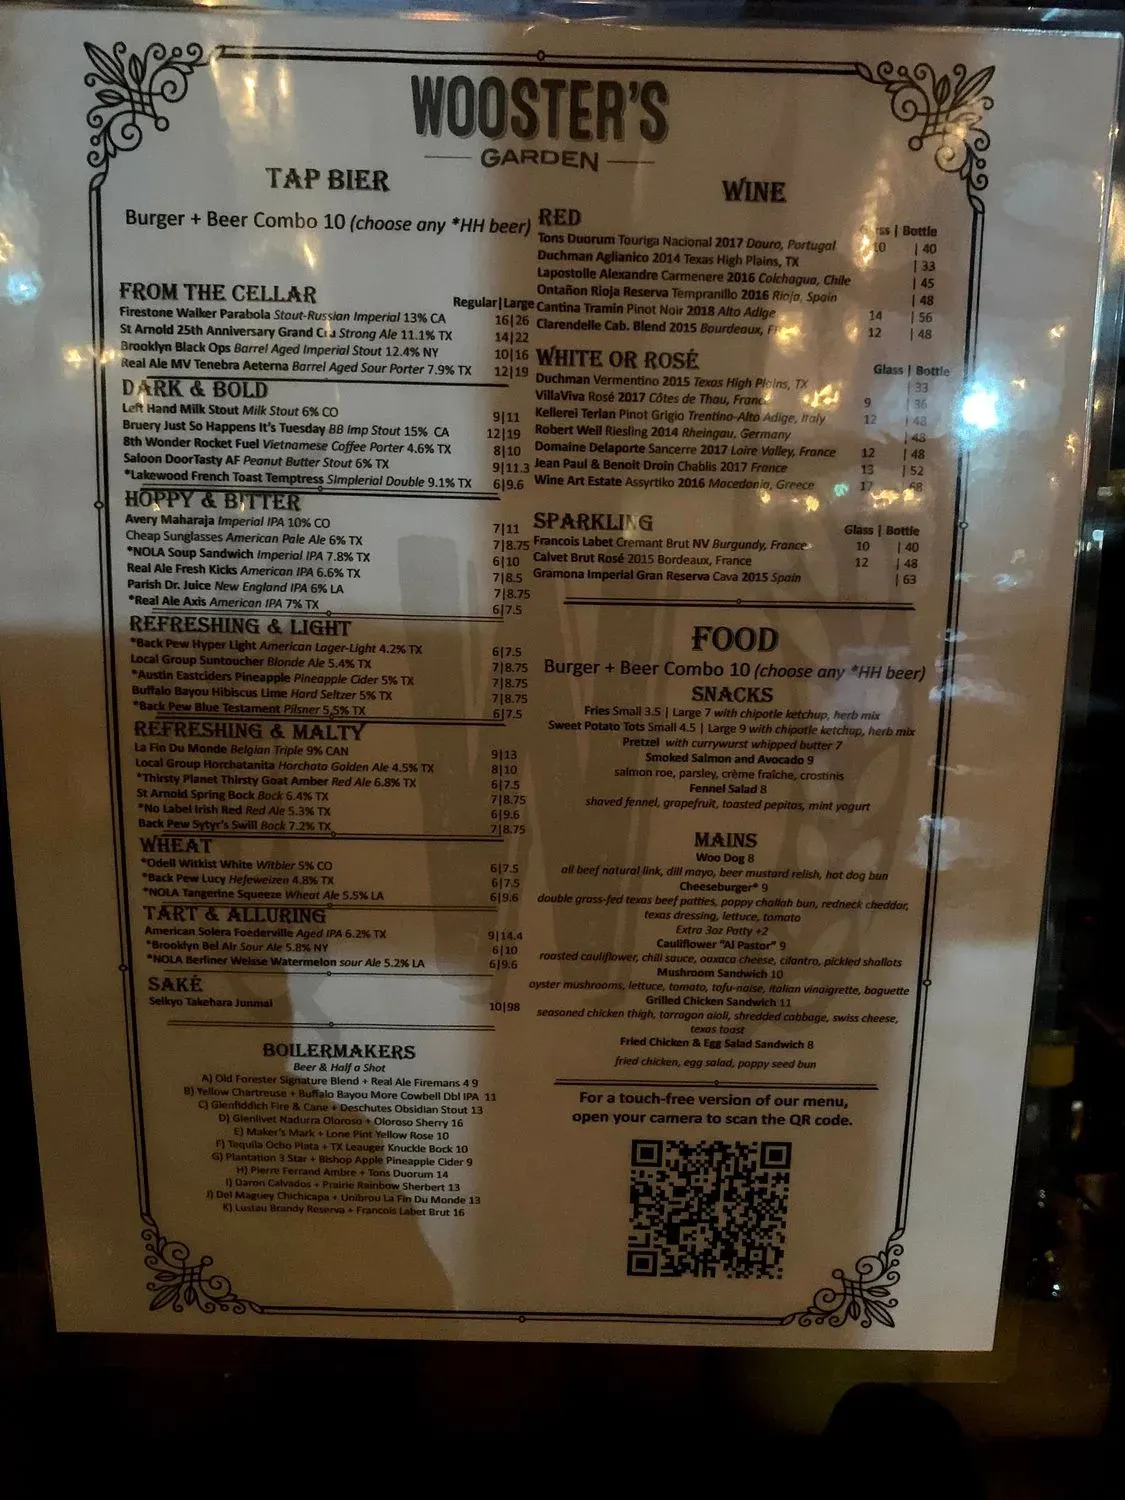 WOOSTER'S
GARDEN
TAP BIER
Burger + Beer Combo 10 (choose any *HH beer)
FROM THE CELLAR
Regular|Large
Firestone Walker Parabola Stout-Russian Imperial 13% CA 16|26
St Arnold 25th Anniversary Grand Cru Strong Ale 11.1% TX 14|22
Brooklyn Black Ops Barrel Aged Imperial Stout 12.4% NY 10|16
Real Ale MV Tenebra Aeterna Barrel Aged Sour Porter 7.9% TX 12|19
DARK & BOLD
Left Hand Milk Stout Milk Stout 6% CO 9|11
Bruery Just So Happens It's Tuesday BB Imp Stout 15% CA 12|19
8th Wonder Rocket Fuel Vietnamese Coffee Porter 4.6% TX 8|10
Saloon DoorTasty AF Peanut Butter Stout 6% TX 9|11.3
*Lakewood French Toast Temptress Simplerial Double 9.1% TX 6|9.6
HOPPY & BITTER
Avery Maharaja Imperial IPA 10% CO 7|11
Cheap Sunglasses American Pale Ale 6% TX 7|8.75
*NOLA Soup Sandwich Imperial IPA 7.8% TX 6|10
Real Ale Fresh Kicks American IPA 6.6% TX 7|8.5
Parish Dr. Juice New England IPA 6% LA 7|8.75
*Real Ale Axis American IPA 7% TX 6|7.5
REFRESHING & LIGHT
*Back Pew Hyper Light American Lager-Light 4.2% TX 6|7.5
Local Group Suntoucher Blonde Ale 5.4% TX 7|8.75
*Austin Eastciders Pineapple Pineapple Cider 5% TX 7|8.75
Buffalo Bayou Hibiscus Lime Hard Seltzer 5% TX 7|8.75
*Back Pew Blue Testament Pilsner 5.5% TX 6|7.5
REFRESHING & MALTY
La Fin Du Monde Belgian Triple 9% CAN 9|13
Local Group Horchatanita Horchata Golden Ale 4.5% TX 8|10
*Thirsty Planet Thirsty Goat Amber Red Ale 6.8% TX 6|7.5
St Arnold Spring Bock Bock 6.4% TX 7|8.75
*No Label Irish Red Red Ale 5.3% TX 6|9.6
Back Pew Sytyr's Swill Bock 7.2% TX 7|8.75
WHEAT
*Odell Witkist White Witbier 5% CO 6|7.5
*Back Pew Lucy Hefeweizen 4.8% TX 6|7.5
*NOLA Tangerine Squeeze Wheat Ale 5.5% LA 6|9.6
TART & ALLURING
American Solera Foederville Aged IPA 6.2% TX 9|14.4
*Brooklyn Bel Air Sour Ale 5.8% NY 6|10
*NOLA Berliner Weisse Watermelon sour Ale 5.2% LA 6|9.6
SAKÉ
Seikyo Takehara Junmai 10|98
BOILERMAKERS
Beer & Half a Shot
A) Old Forester Signature Blend + Real Ale Firemans 4 9
B) Yellow Chartreuse + Buffalo Bayou More Cowbell Dbl IPA 11
C) Glenfiddich Fire & Cane + Deschutes Obsidian Stout 13
D) Glenlivet Nadurra Oloroso + Oloroso Sherry 16
E) Maker's Mark + Lone Pint Yellow Rose 10
F) Tequila Ocho Plata + TX Leauger Knuckle Bock 10
G) Plantation 3 Star + Bishop Apple Pineapple Cider 9
H) Pierre Ferrand Ambre + Tons Duorum 14
I) Daron Calvados + Prairie Rainbow Sherbert 13
J) Del Maguey Chichicapa + Unibrou La Fin Du Monde 13
K) Lustau Brandy Reserva + Francois Labet Brut 16
WINE
RED
| Bottle
Tons Duorum Touriga Nacional 2017 Douro, Portugal 10 | 40
Duchman Aglianico 2014 Texas High Plains, TX | 33
Lapostolle Alexandre Carmenere 2016 Colchagua, Chile | 45
Ontañon Rioja Reserva Tempranillo 2016 Rioja, Spain | 48
Cantina Tramin Pinot Noir 2018 Alto Adige 14 | 56
Clarendelle Cab. Blend 2015 Bourdeaux, 12 | 48
WHITE OR ROSÉ
Glass | Bottle
Duchman Vermentino 2015 Texas High Plains, TX | 33
VillaViva Rosé 2017 Côtes de Thau, France 9 | 36
Kellerei Terlan Pinot Grigio Trentino-Alto Adige, Italy 12 | 48
Robert Weil Riesling 2014 Rheingau, Germany | 48
Domaine Delaporte Sancerre 2017 Loire Valley, France 12 | 48
Jean Paul & Benoit Droin Chablis 2017 France 13 | 52
Wine Art Estate Assyrtiko 2016 Macedonia, Greece 17 | 68
SPARKLING
Glass | Bottle
Francois Labet Cremant Brut NV Burgundy, France 10 | 40
Calvet Brut Rosé 2015 Bordeaux, France 12 | 48
Gramona Imperial Gran Reserva Cava 2015 Spain | 63
FOOD
Burger + Beer Combo 10 (choose any *HH beer)
SNACKS
Fries Small 3.5 | Large 7 with chipotle ketchup, herb mix
Sweet Potato Tots Small 4.5 | Large 9 with chipotle ketchup, herb mix
Pretzel with currywurst whipped butter 7
Smoked Salmon and Avocado 9
salmon roe, parsley, crème fraîche, crostinis
Fennel Salad 8
shaved fennel, grapefruit, toasted pepitas, mint yogurt
MAINS
Woo Dog 8
all beef natural link, dill mayo, beer mustard relish, hot dog bun
Cheeseburger* 9
double grass-fed texas beef patties, poppy challah bun, redneck cheddar,
texas dressing, lettuce, tomato
Extra 3oz Patty +2
Cauliflower "Al Pastor" 9
roasted cauliflower, chili sauce, oaxaca cheese, cilantro, pickled shallots
Mushroom Sandwich 10
oyster mushrooms, lettuce, tomato, tofu-naise, italian vinaigrette, baguette
Grilled Chicken Sandwich 11
seasoned chicken thigh, tarragon aioli, shredded cabbage, swiss cheese,
texas toast
Fried Chicken & Egg Salad Sandwich 8
fried chicken, egg salad, poppy seed bun
For a touch-free version of our menu,
open your camera to scan the QR code.